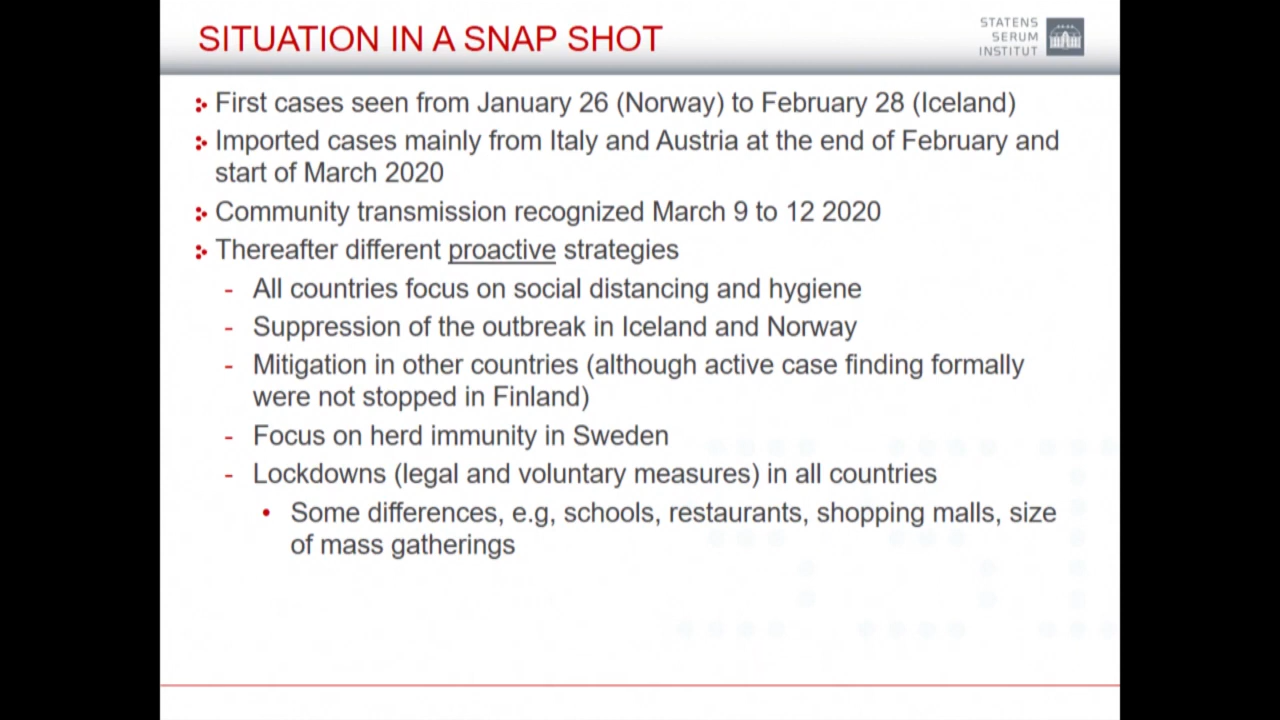 SITUATION IN A SNAP SHOT
STATENS
SERUM
INSTITUT
First cases seen from January 26 (Norway) to February 28 (Iceland)
Imported cases mainly from Italy and Austria at the end of February and
start of March 2020
Community transmission recognized March 9 to 12 2020
Thereafter different proactive strategies
- All countries focus on social distancing and hygiene
- Suppression of the outbreak in Iceland and Norway
- Mitigation in other countries (although active case finding formally
were not stopped in Finland)
- Focus on herd immunity in Sweden
- Lockdowns (legal and voluntary measures) in all countries
• Some differences, e.g, schools, restaurants, shopping malls, size
of mass gatherings